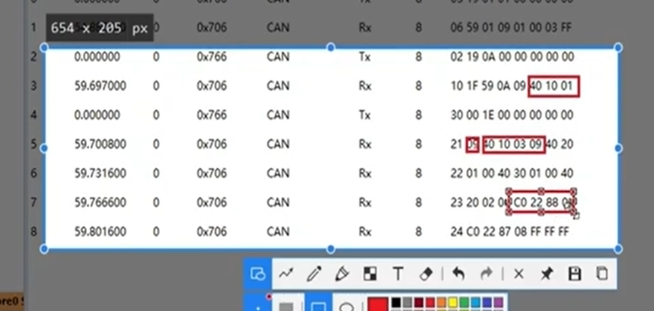 654 x 205 px
1 0 0x706 CAN Rx 8 06 59 01 09 01 00 03 FF
2 0.000000 0 0x766 CAN Tx 8 02 19 0A 00 00 00 00 00
3 59.697000 0 0x706 CAN Rx 8 10 1F 59 0A 09 40 10 01
4 0.000000 0 0x766 CAN Tx 8 30 00 1E 00 00 00 00 00
5 59.700800 0 0x706 CAN Rx 8 21 09 40 10 03 09 40 20
6 59.731600 0 0x706 CAN Rx 8 22 01 00 40 30 01 00 40
7 59.766600 0 0x706 CAN Rx 8 23 20 02 C0 22 88
8 59.801600 0 0x706 CAN Rx 8 24 C0 22 87 08 FF FF FF
T